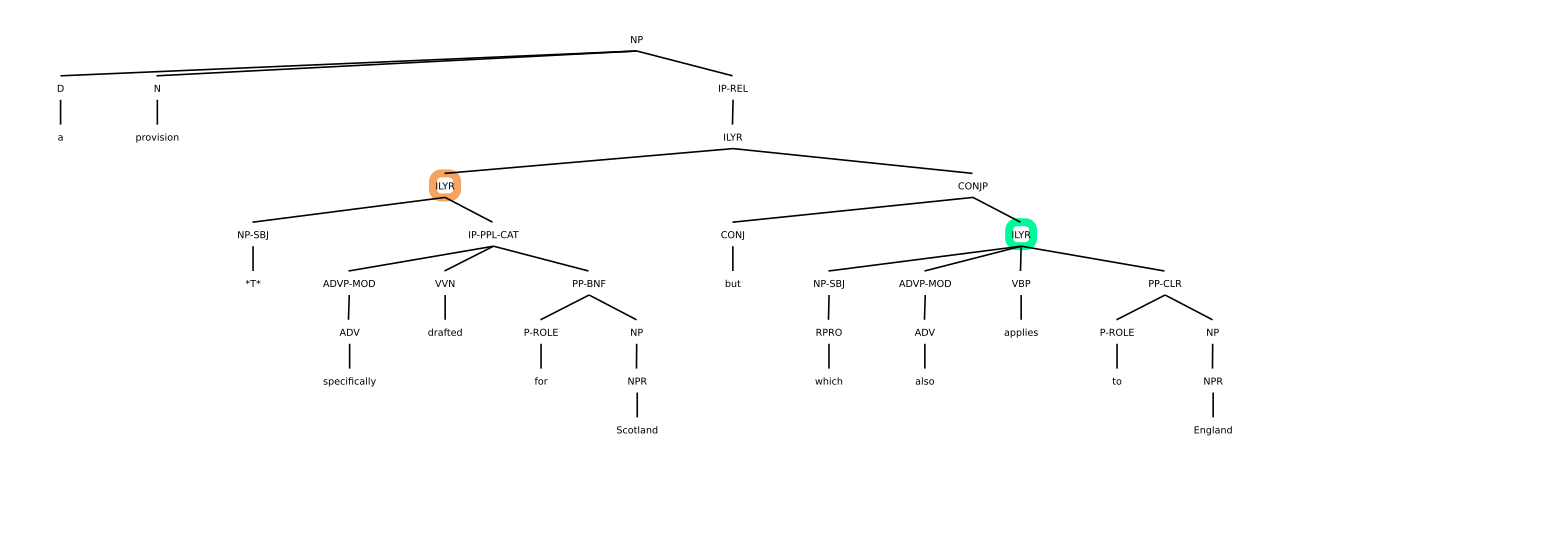 NP
D N IP-REL
a provision ILYR
ILYR CONJP
NP-SBJ IP-PPL-CAT CONJ ILYR
*T* ADVP-MOD VVN PP-BNF but NP-SBJ ADVP-MOD VBP PP-CLR
ADV drafted P-ROLE NP RPRO ADV applies P-ROLE NP
specifically for NPR which also to NPR
Scotland England